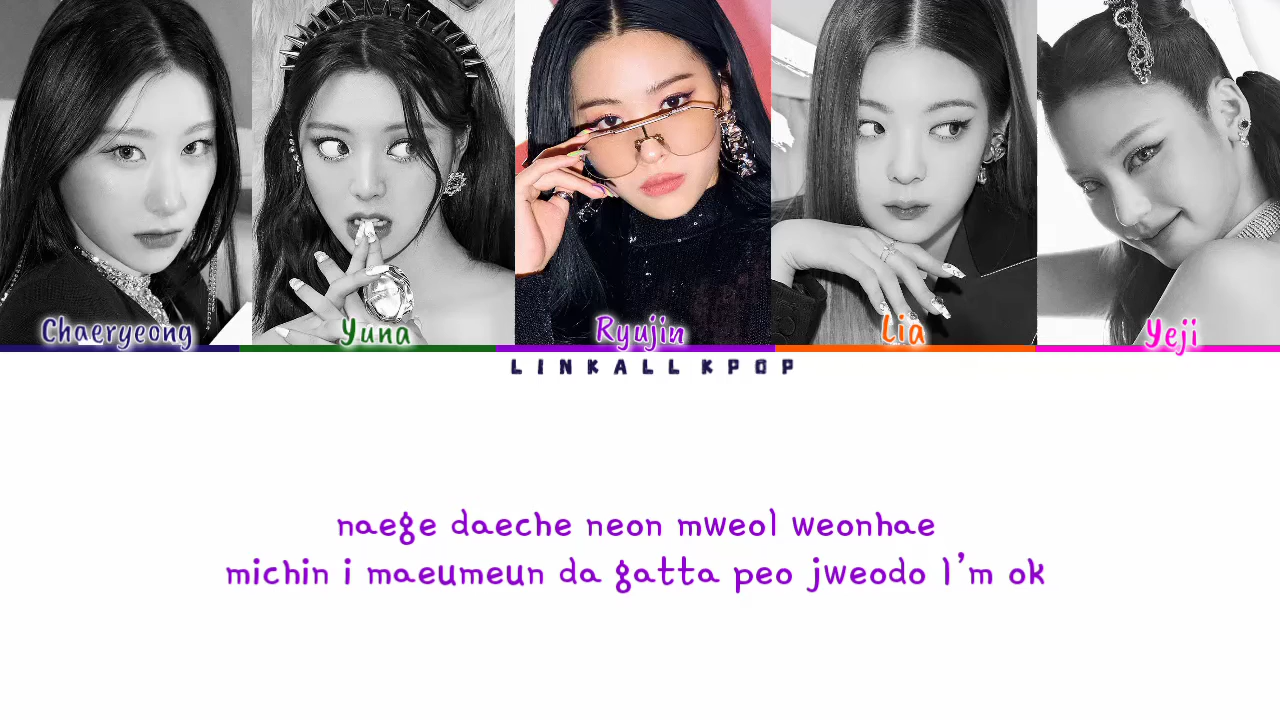 Chaeryeong
Yuna
Ryujin
Lia
Yeji
LINKALL KPOP
naege daeche neon mweol weonhae
michin i maeumeun da gatta peo jweodo I'm ok